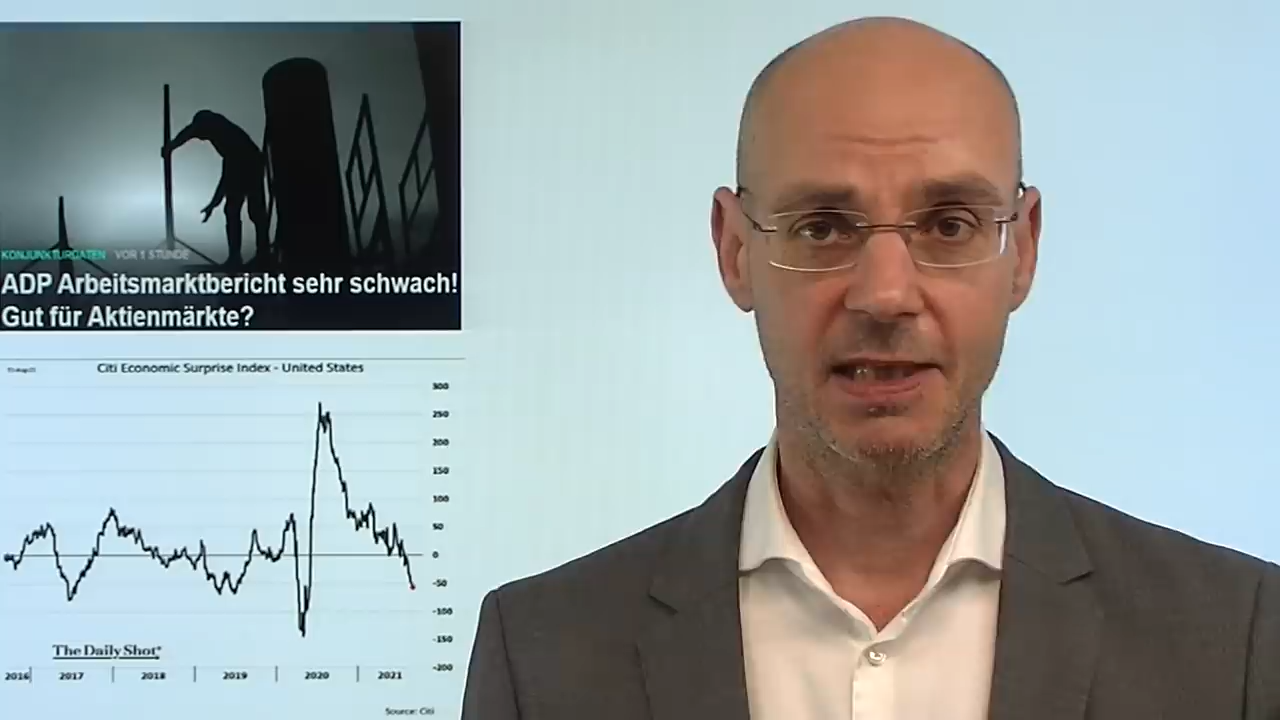 KONJUNKTURDATEN VOR 1 STUNDE
ADP Arbeitsmarktbericht sehr schwach!
Gut für Aktienmärkte?
Citi Economic Surprise Index - United States
300
250
200
150
100
50
0
-50
-100
-150
-200
The Daily Shot®
2016 2017 2018 2019 2020 2021
Source: Citi